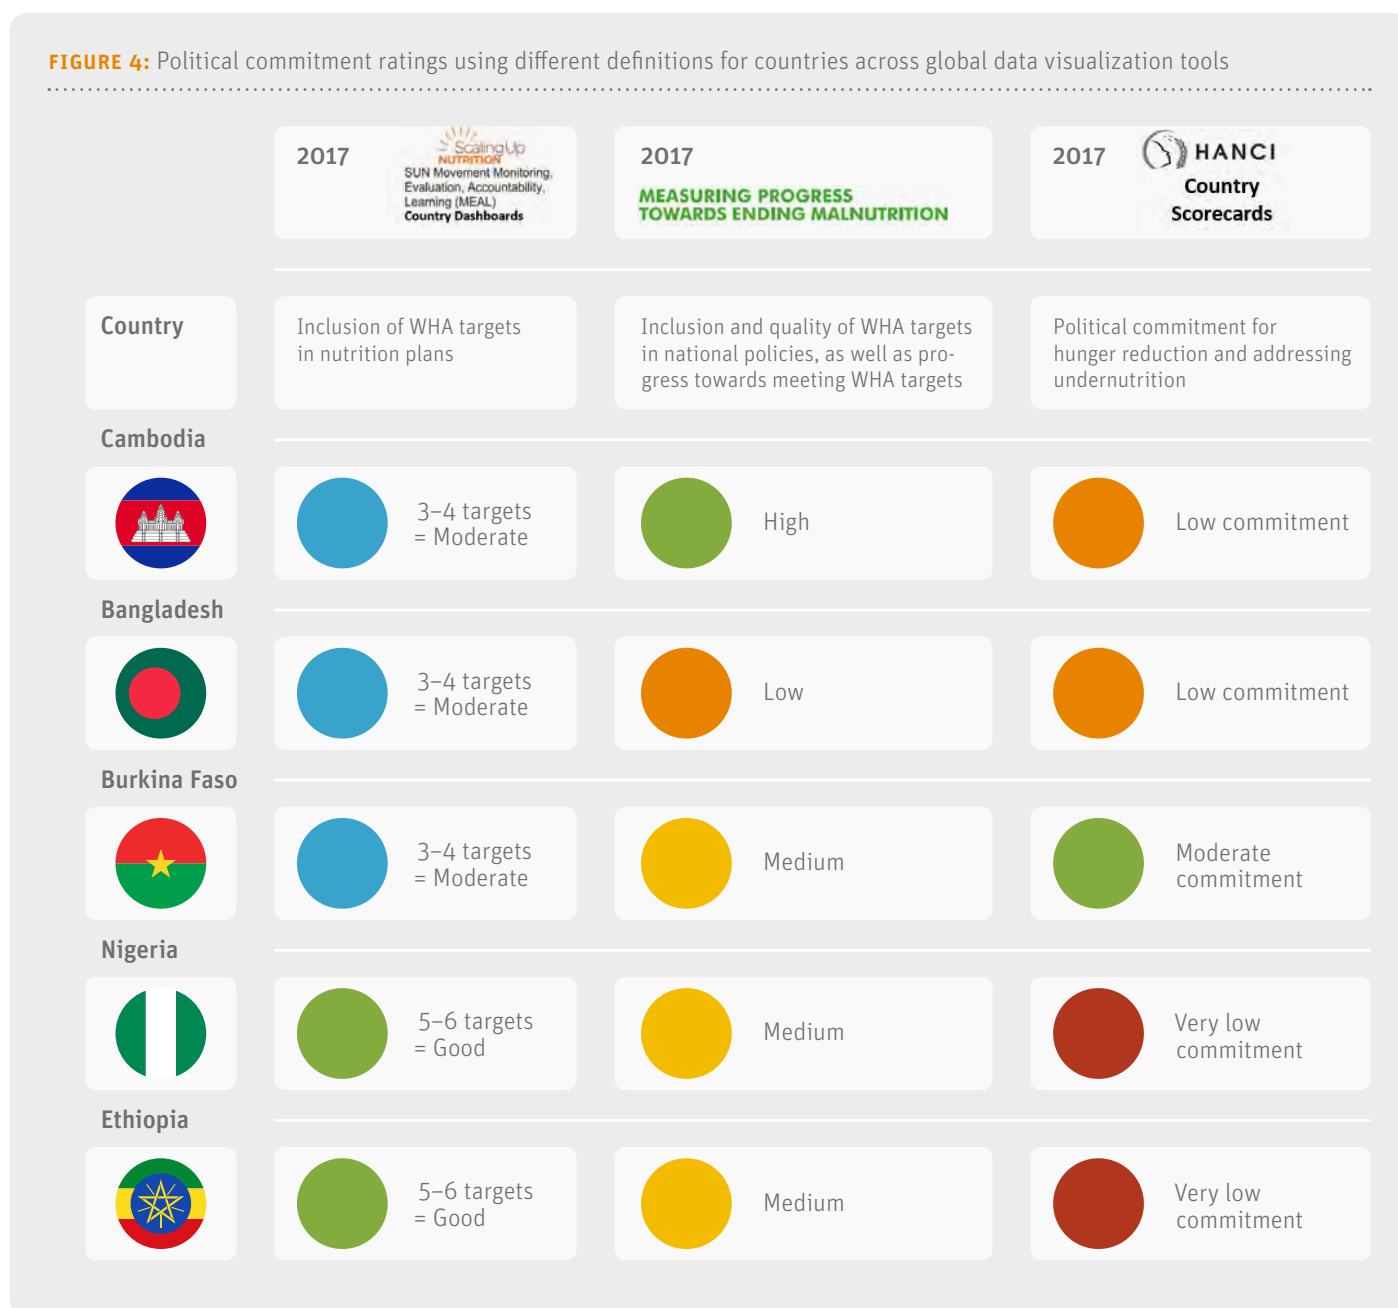 FIGURE 4: Political commitment ratings using different definitions for countries across global data visualization tools
2017
ScalingUp
NUTRITION
SUN Movement Monitoring,
Evaluation, Accountability,
Learning (MEAL)
Country Dashboards
2017
MEASURING PROGRESS
TOWARDS ENDING MALNUTRITION
2017
HANCI
Country
Scorecards
Country
Inclusion of WHA targets
in nutrition plans
Inclusion and quality of WHA targets
in national policies, as well as pro-
gress towards meeting WHA targets
Political commitment for
hunger reduction and addressing
undernutrition
Cambodia
3–4 targets
= Moderate
High
Low commitment
Bangladesh
3–4 targets
= Moderate
Low
Low commitment
Burkina Faso
3–4 targets
= Moderate
Medium
Moderate
commitment
Nigeria
5–6 targets
= Good
Medium
Very low
commitment
Ethiopia
5–6 targets
= Good
Medium
Very low
commitment